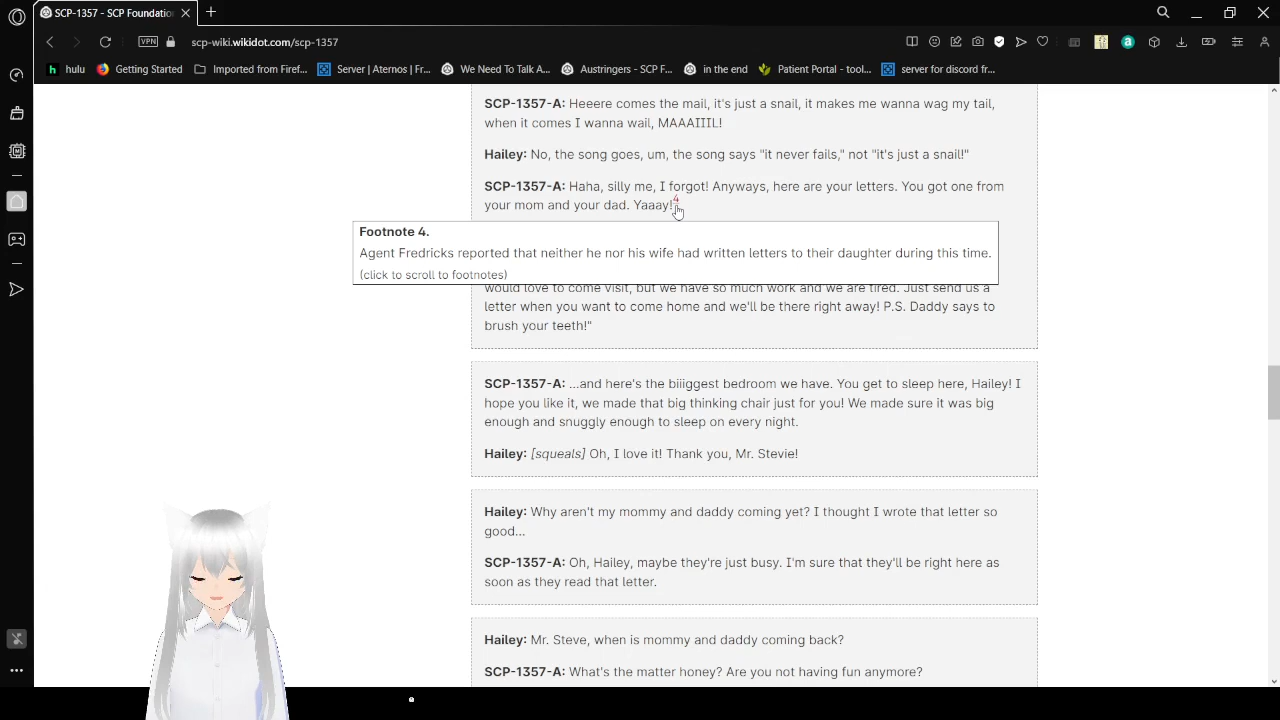 SCP-1357 - SCP Foundatio
VPN
scp-wiki.wikidot.com/scp-1357
hulu
Getting Started
Imported from Firef...
Server | Aternos | Fr...
We Need To Talk A...
Austringers - SCP F...
in the end
Patient Portal - tool...
server for discord fr...
SCP-1357-A: Heeere comes the mail, it's just a snail, it makes me wanna wag my tail,
when it comes I wanna wail, MAAAIIIL!
Hailey: No, the song goes, um, the song says "it never fails," not "it's just a snail!"
SCP-1357-A: Haha, silly me, I forgot! Anyways, here are your letters. You got one from
your mom and your dad. Yaaay!4
Footnote 4.
Agent Fredricks reported that neither he nor his wife had written letters to their daughter during this time.
(click to scroll to footnotes)
would love to come visit, but we have so much work and we are tired. Just send us a
letter when you want to come home and we'll be there right away! P.S. Daddy says to
brush your teeth!"
SCP-1357-A: ...and here's the biiiggest bedroom we have. You get to sleep here, Hailey! I
hope you like it, we made that big thinking chair just for you! We made sure it was big
enough and snuggly enough to sleep on every night.
Hailey: [squeals] Oh, I love it! Thank you, Mr. Stevie!
Hailey: Why aren't my mommy and daddy coming yet? I thought I wrote that letter so
good...
SCP-1357-A: Oh, Hailey, maybe they're just busy. I'm sure that they'll be right here as
soon as they read that letter.
Hailey: Mr. Steve, when is mommy and daddy coming back?
SCP-1357-A: What's the matter honey? Are you not having fun anymore?